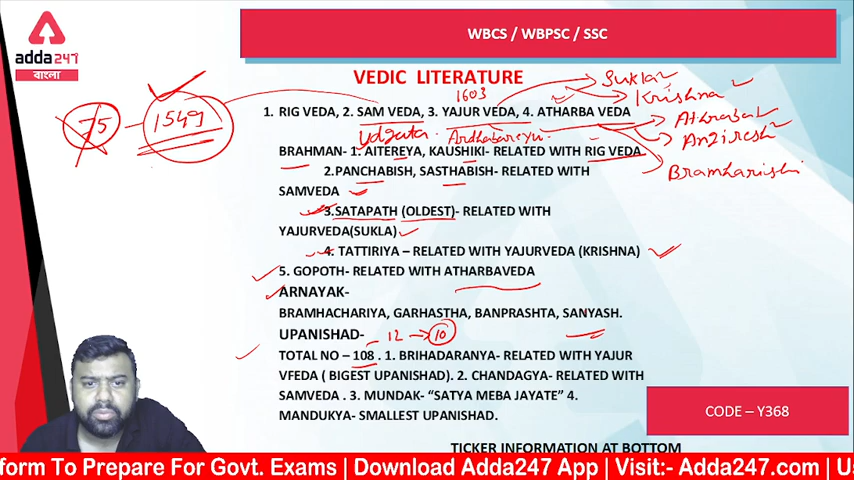 adda247
বাংলা
WBCS / WBPSC / SSC
VEDIC LITERATURE
1603
Sukla
Krishna
75
1549
1. RIG VEDA, 2. SAM VEDA, 3. YAJUR VEDA, 4. ATHARBA VEDA
Udgata
BRAHMAN- 1. AITEREYA, KAUSHIKI- RELATED WITH RIG VEDA
2.PANCHABISH, SASTHABISH- RELATED WITH
SAMVEDA
3.SATAPATH (OLDEST)- RELATED WITH
YAJURVEDA(SUKLA)
4. TATTIRIYA – RELATED WITH YAJURVEDA (KRISHNA)
5. GOPOTH- RELATED WITH ATHARBAVEDA
ARNAYAK-
BRAMHACHARIYA, GARHASTHA, BANPRASHTA, SANYASH.
UPANISHAD-
12
10
TOTAL NO – 108 . 1. BRIHADARANYA- RELATED WITH YAJUR
VFEDA ( BIGEST UPANISHAD). 2. CHANDAGYA- RELATED WITH
SAMVEDA . 3. MUNDAK- “SATYA MEBA JAYATE” 4.
MANDUKYA- SMALLEST UPANISHAD.
CODE – Y368
TICKER INFORMATION AT BOTTOM
form To Prepare For Govt. Exams | Download Adda247 App | Visit:- Adda247.com | U